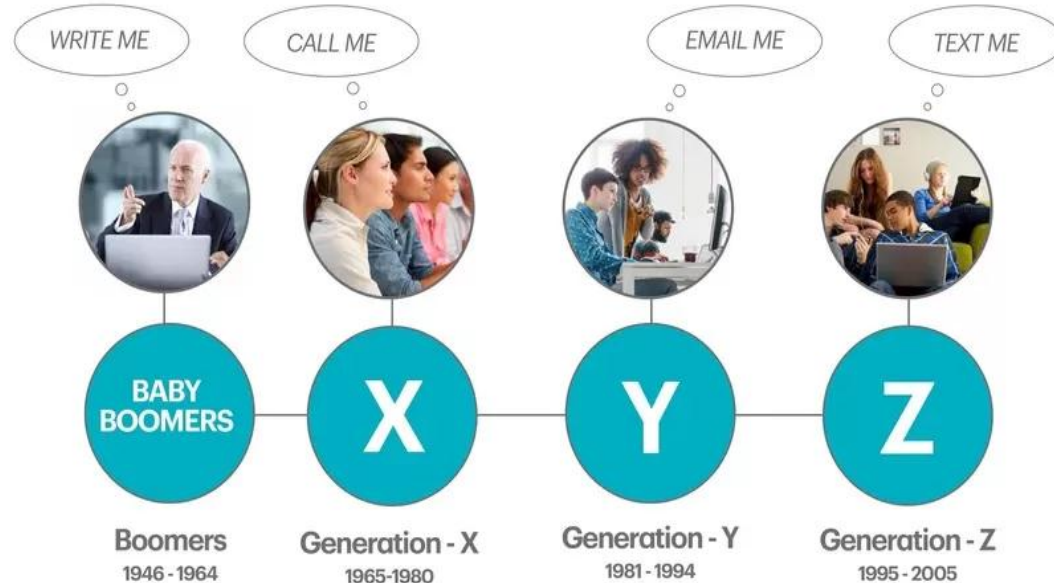 WRITE ME
CALL ME
EMAIL ME
TEXT ME
BABY
BOOMERS
X
Y
Z
Boomers
1946 - 1964
Generation - X
1965-1980
Generation - Y
1981 - 1994
Generation - Z
1995 - 2005